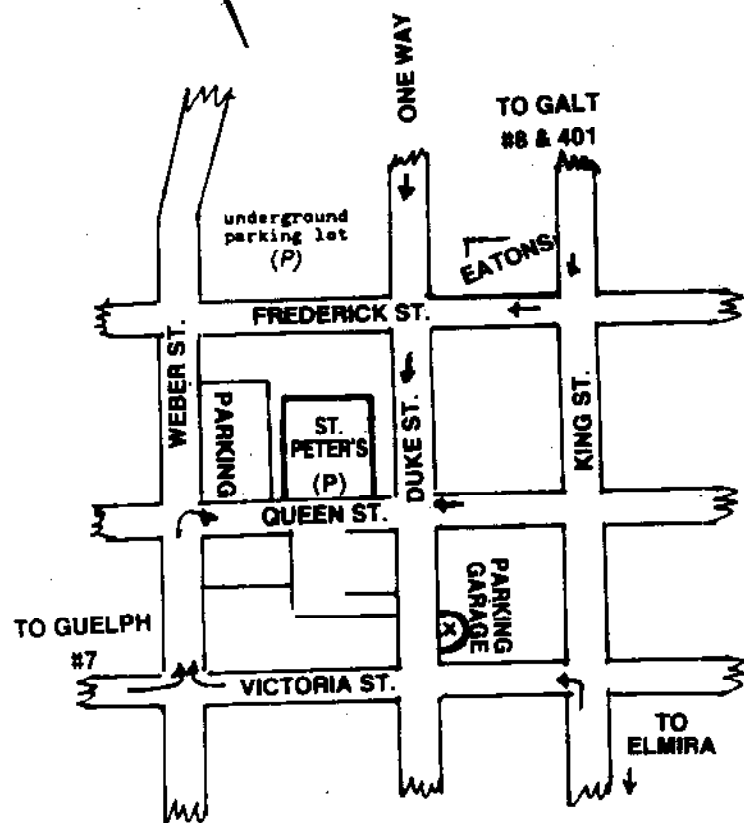 ONE WAY
TO GALT
#8 & 401
underground
parking lot
(P)
EATONS
FREDERICK ST.
WEBER ST.
PARKING
ST.
PETER'S
(P)
DUKE ST.
KING ST.
QUEEN ST.
PARKING
GARAGE
X
TO GUELPH
#7
VICTORIA ST.
TO
ELMIRA